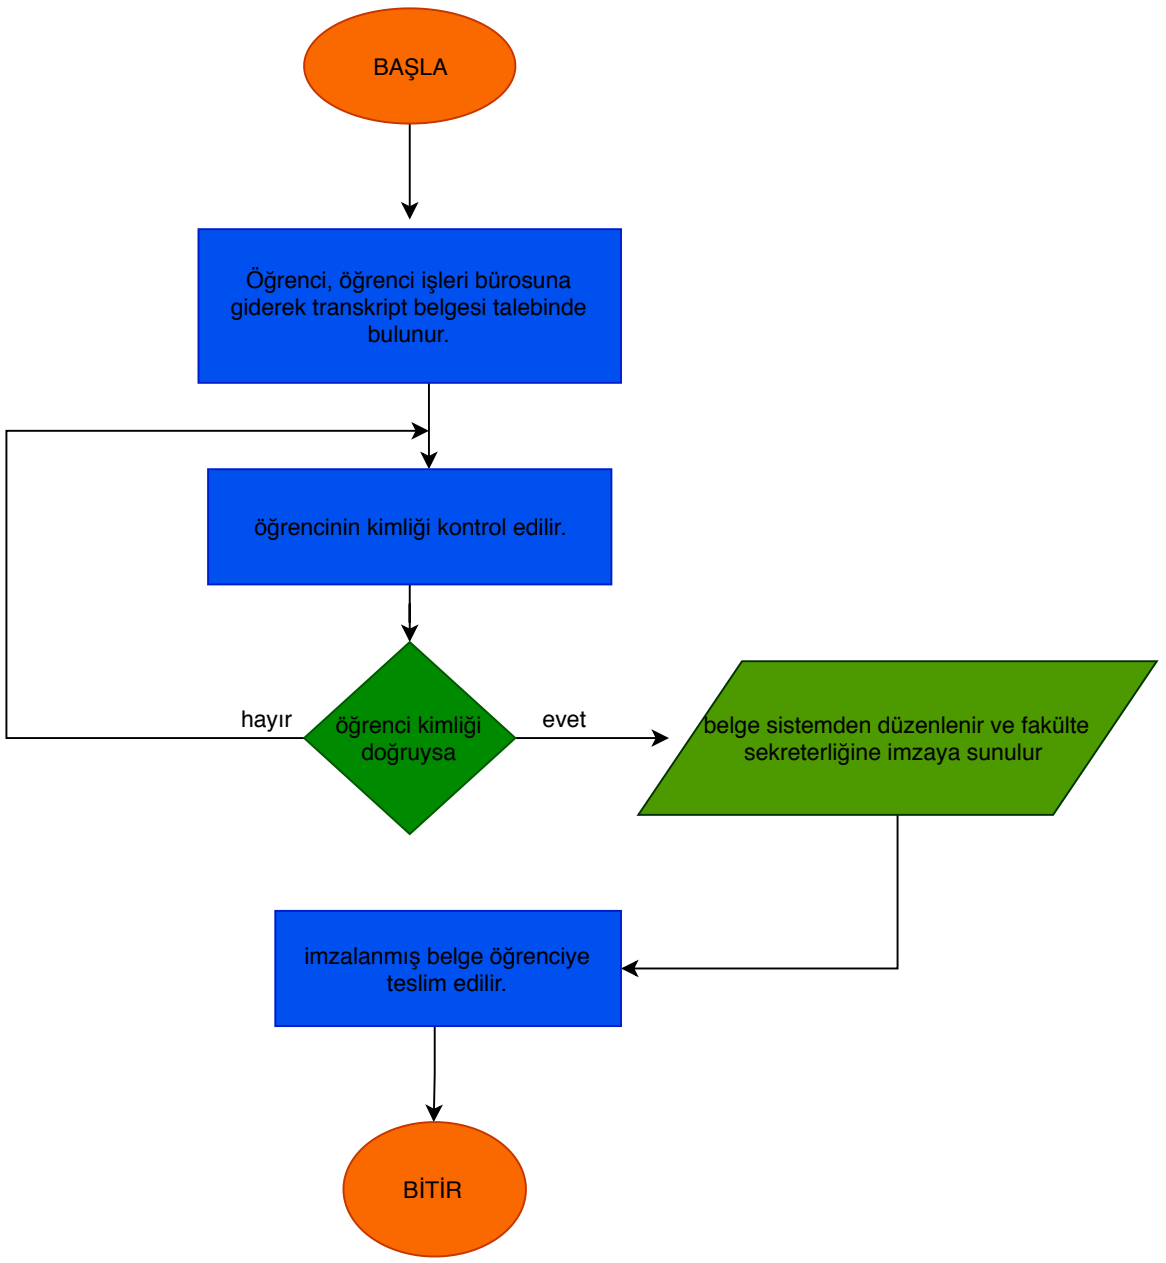 BAŞLA
Öğrenci, öğrenci işleri bürosuna
giderek transkript belgesi talebinde
bulunur.
öğrencinin kimliği kontrol edilir.
hayır
öğrenci kimliği
doğruysa
evet
belge sistemden düzenlenir ve fakülte
sekreterliğine imzaya sunulur
imzalanmış belge öğrenciye
teslim edilir.
BİTİR